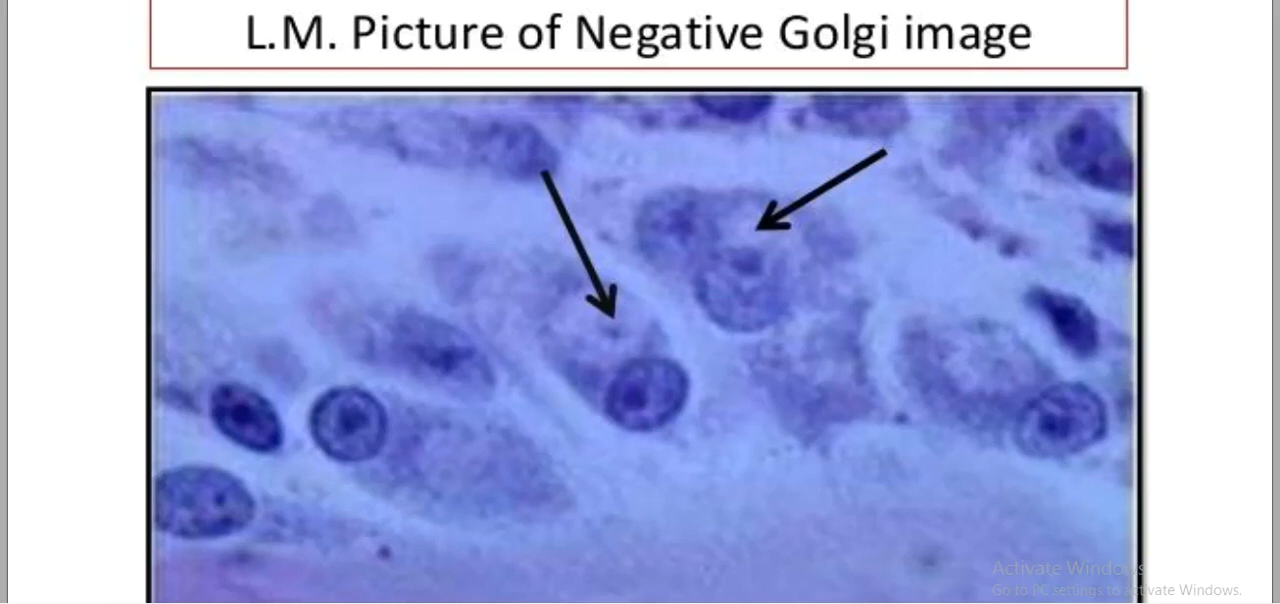 L.M. Picture of Negative Golgi image
Activate Windows
Go to PC settings to activate Windows.